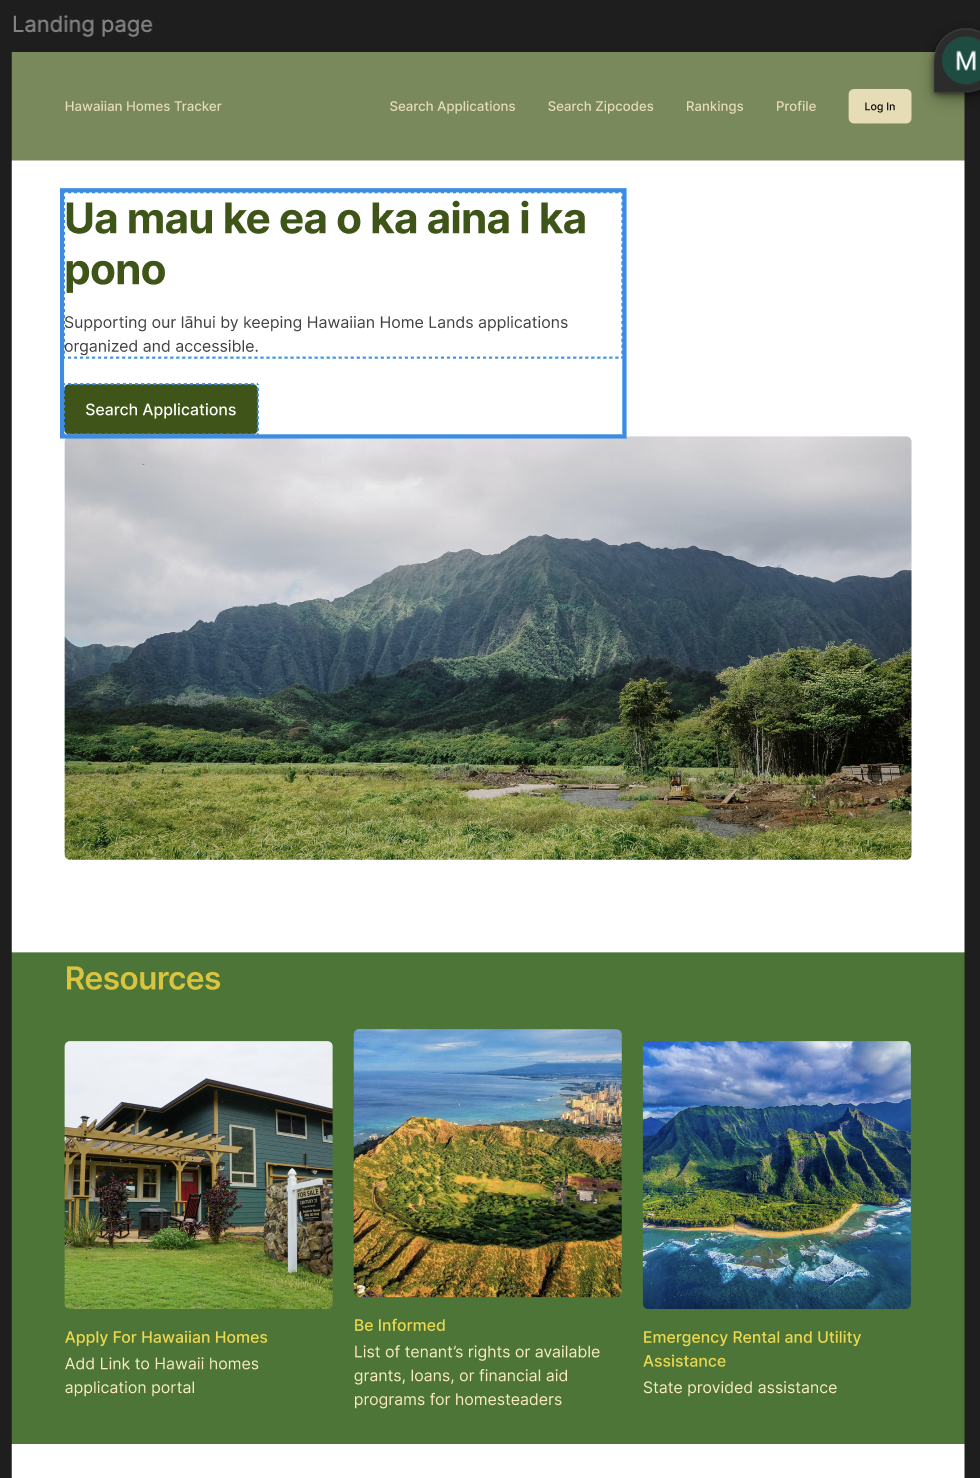 Landing page
M
Hawaiian Homes Tracker
Search Applications
Search Zipcodes
Rankings
Profile
Log In
Ua mau ke ea o ka aina i ka
pono
Supporting our lāhui by keeping Hawaiian Home Lands applications
organized and accessible.
Search Applications
Resources
FOR SALE
Apply For Hawaiian Homes
Add Link to Hawaii homes
application portal
Be Informed
List of tenant’s rights or available
grants, loans, or financial aid
programs for homesteaders
Emergency Rental and Utility
Assistance
State provided assistance